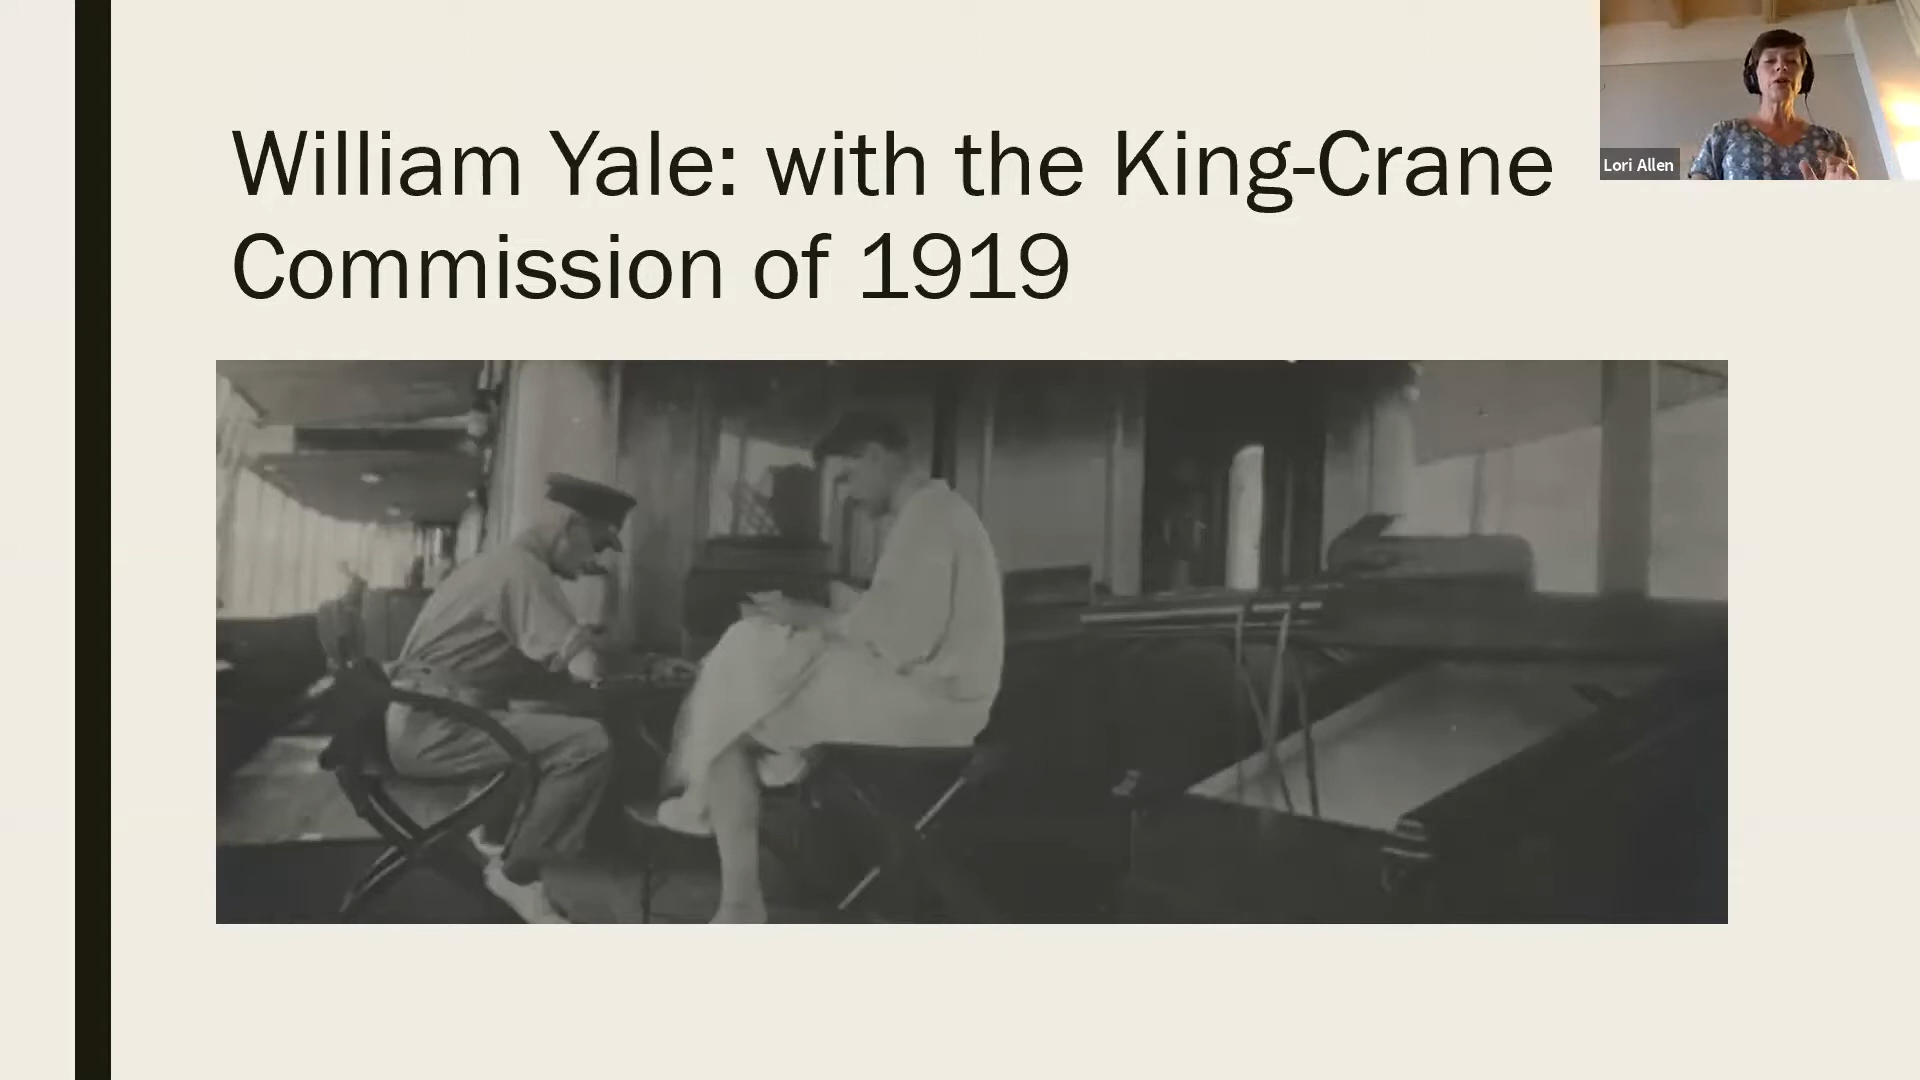 William Yale: with the King-Crane
Commission of 1919
Lori Allen